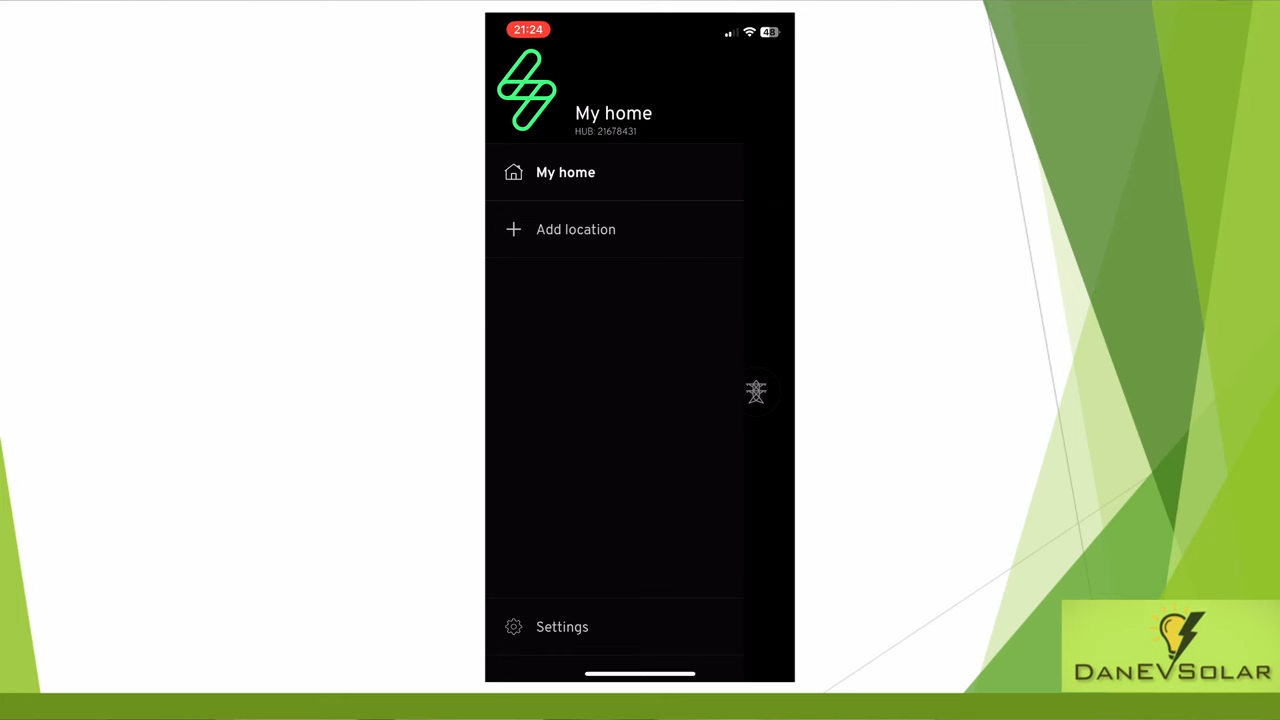 21:24
48
My home
HUB: 21678431
My home
Add location
Settings
DANEVSOLAR